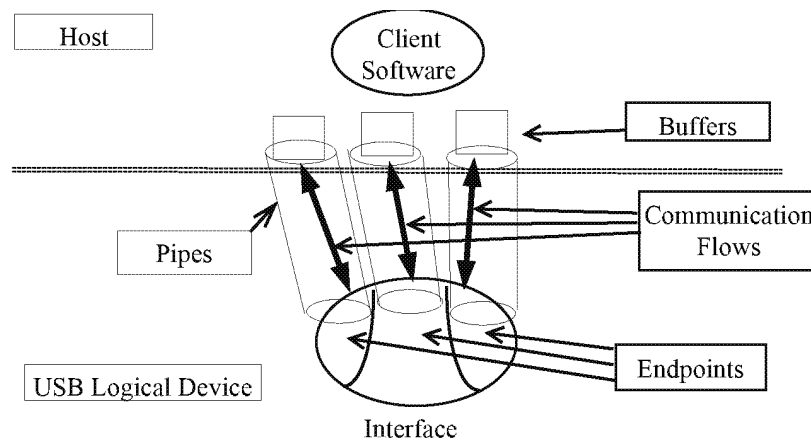 Host
Client
Software
Buffers
Communication
Flows
Pipes
Endpoints
USB Logical Device
Interface